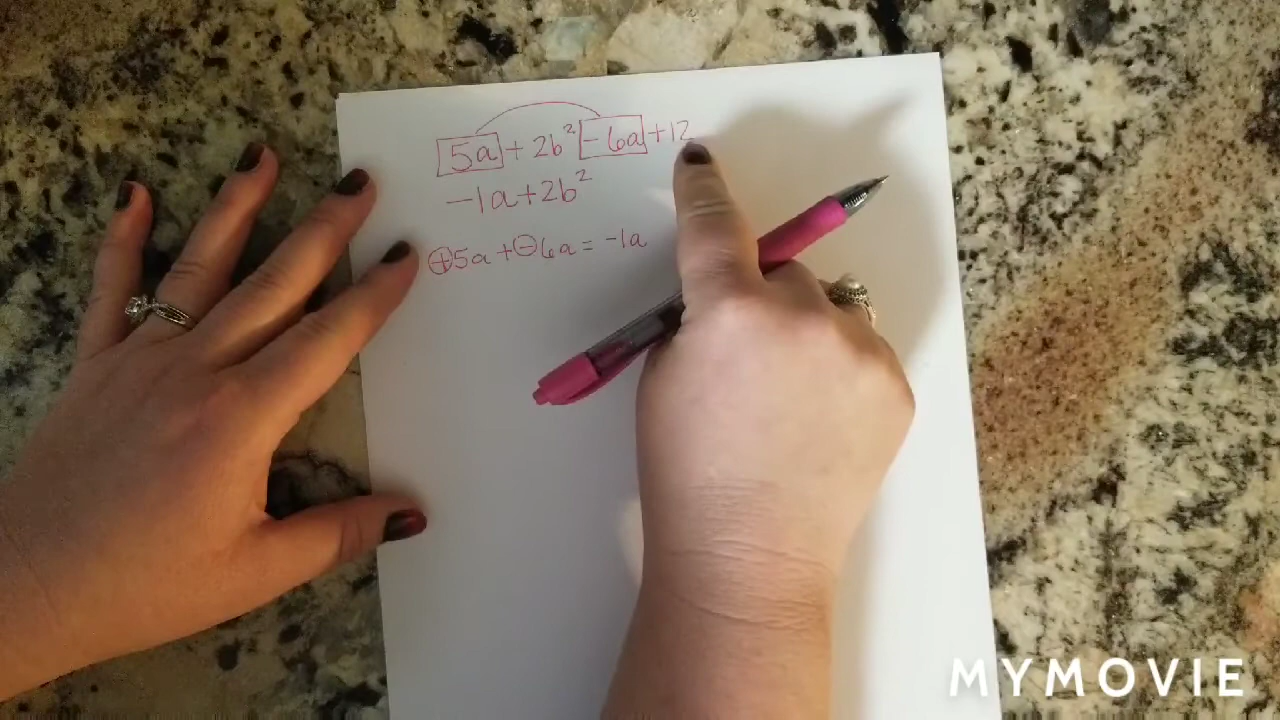 5a + 2b² - 6a + 12
-1a + 2b²
+5a + -6a = -1a
MYMOVIE